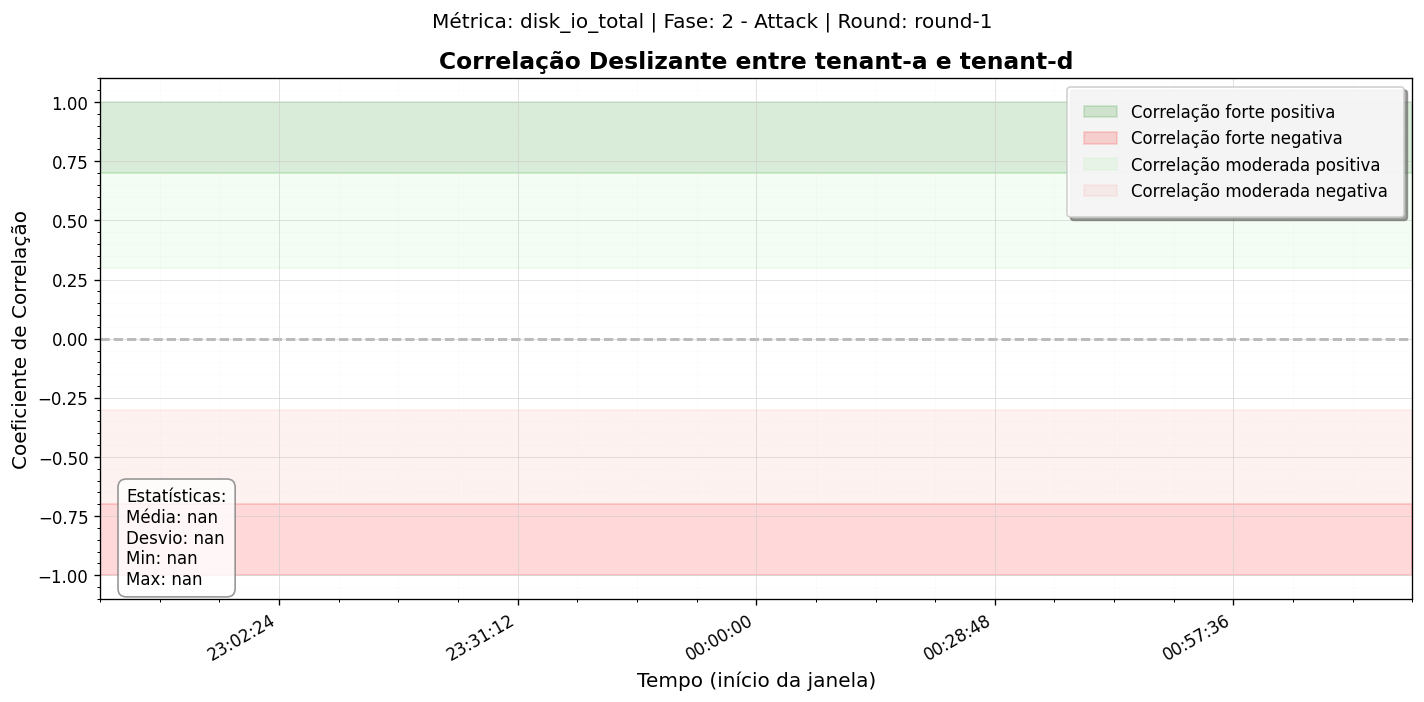 Métrica: disk_io_total | Fase: 2 - Attack | Round: round-1
Correlação Deslizante entre tenant-a e tenant-d
Correlação forte positiva
Correlação forte negativa
Correlação moderada positiva
Correlação moderada negativa
Coeficiente de Correlação
1.00
0.75
0.50
0.25
0.00
−0.25
−0.50
−0.75
−1.00
Estatísticas:
Média: nan
Desvio: nan
Min: nan
Max: nan
23:02:24
23:31:12
00:00:00
00:28:48
00:57:36
Tempo (início da janela)